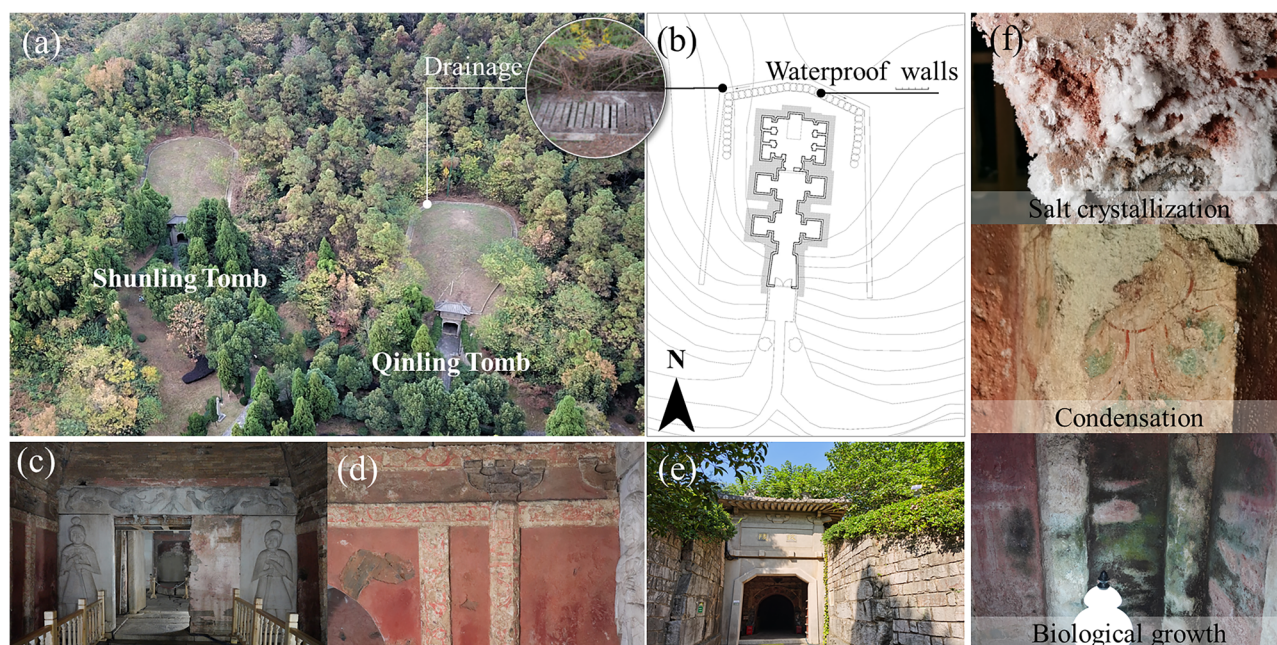 (a)
Drainage
Shunling Tomb
Qinling Tomb
(b)
Waterproof walls
N
(c)
(d)
(e)
(f)
Salt crystallization
Condensation
Biological growth